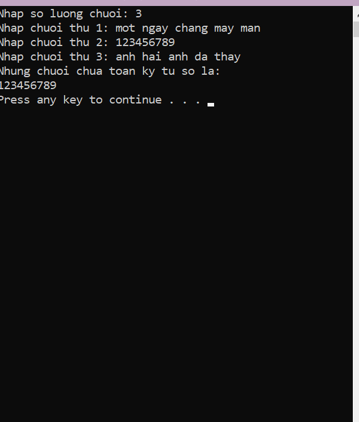 Nhap so luong chuoi: 3
Nhap chuoi thu 1: mot ngay chang may man
Nhap chuoi thu 2: 123456789
Nhap chuoi thu 3: anh hai anh da thay
Nhung chuoi chua toan ky tu so la:
123456789
Press any key to continue . . .